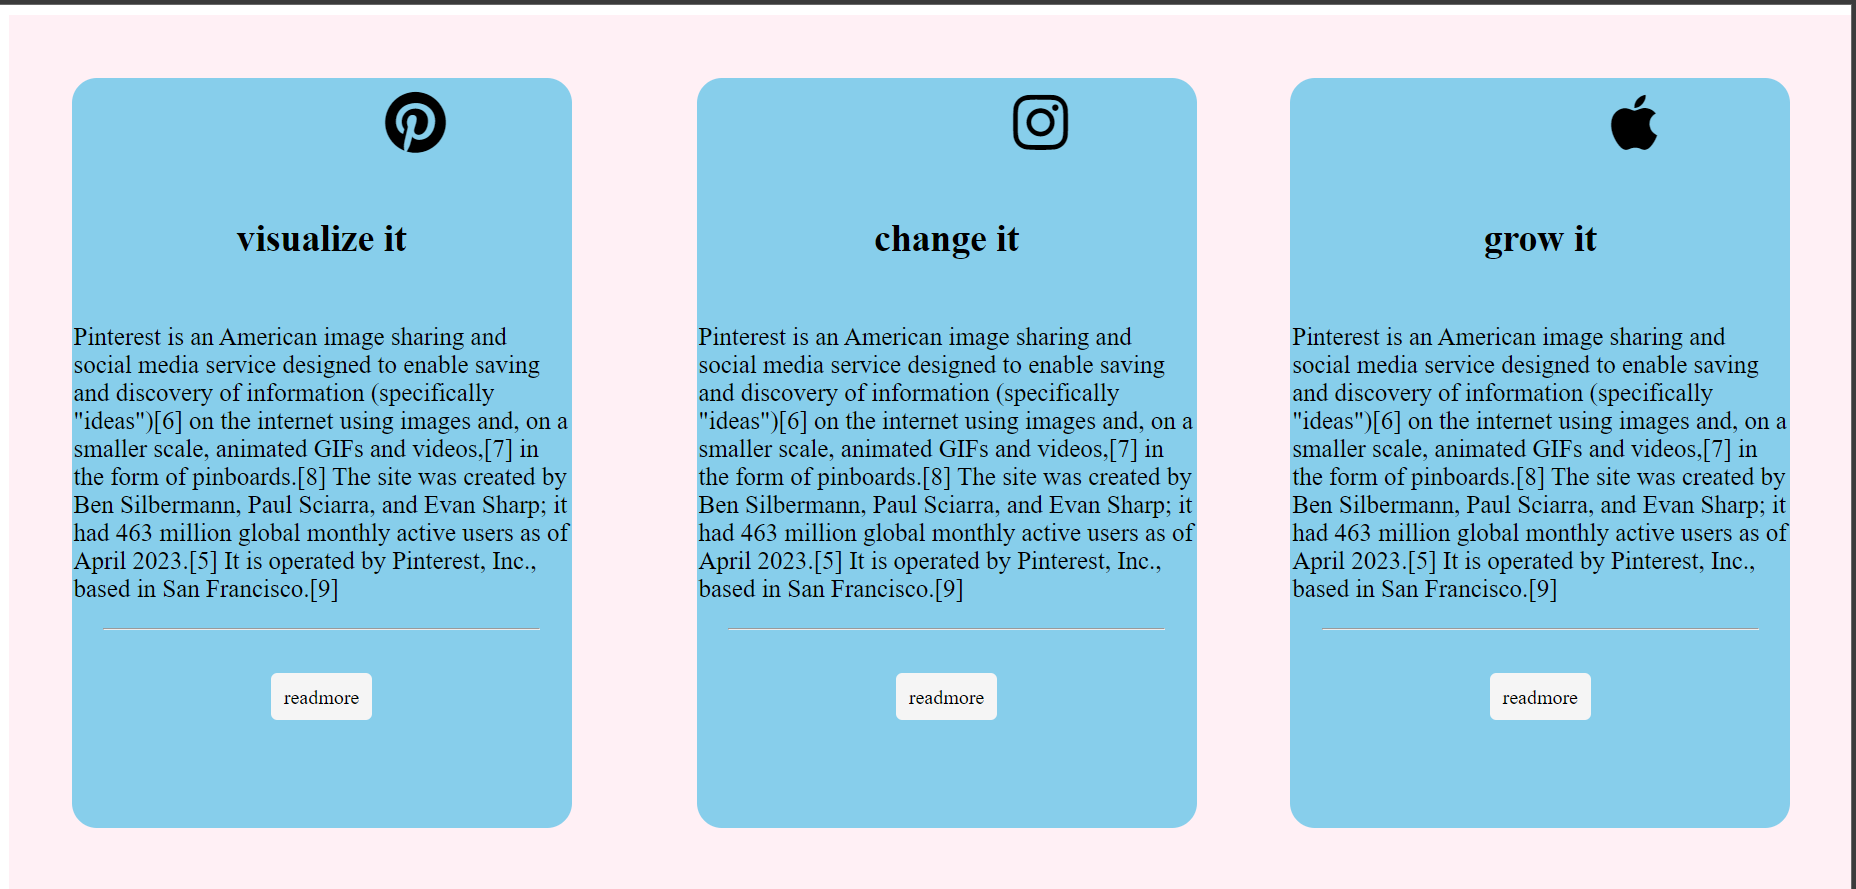 visualize it
Pinterest is an American image sharing and
social media service designed to enable saving
and discovery of information (specifically
"ideas")[6] on the internet using images and, on a
smaller scale, animated GIFs and videos,[7] in
the form of pinboards.[8] The site was created by
Ben Silbermann, Paul Sciarra, and Evan Sharp; it
had 463 million global monthly active users as of
April 2023.[5] It is operated by Pinterest, Inc.,
based in San Francisco.[9]
readmore
change it
Pinterest is an American image sharing and
social media service designed to enable saving
and discovery of information (specifically
"ideas")[6] on the internet using images and, on a
smaller scale, animated GIFs and videos,[7] in
the form of pinboards.[8] The site was created by
Ben Silbermann, Paul Sciarra, and Evan Sharp; it
had 463 million global monthly active users as of
April 2023.[5] It is operated by Pinterest, Inc.,
based in San Francisco.[9]
readmore
grow it
Pinterest is an American image sharing and
social media service designed to enable saving
and discovery of information (specifically
"ideas")[6] on the internet using images and, on a
smaller scale, animated GIFs and videos,[7] in
the form of pinboards.[8] The site was created by
Ben Silbermann, Paul Sciarra, and Evan Sharp; it
had 463 million global monthly active users as of
April 2023.[5] It is operated by Pinterest, Inc.,
based in San Francisco.[9]
readmore